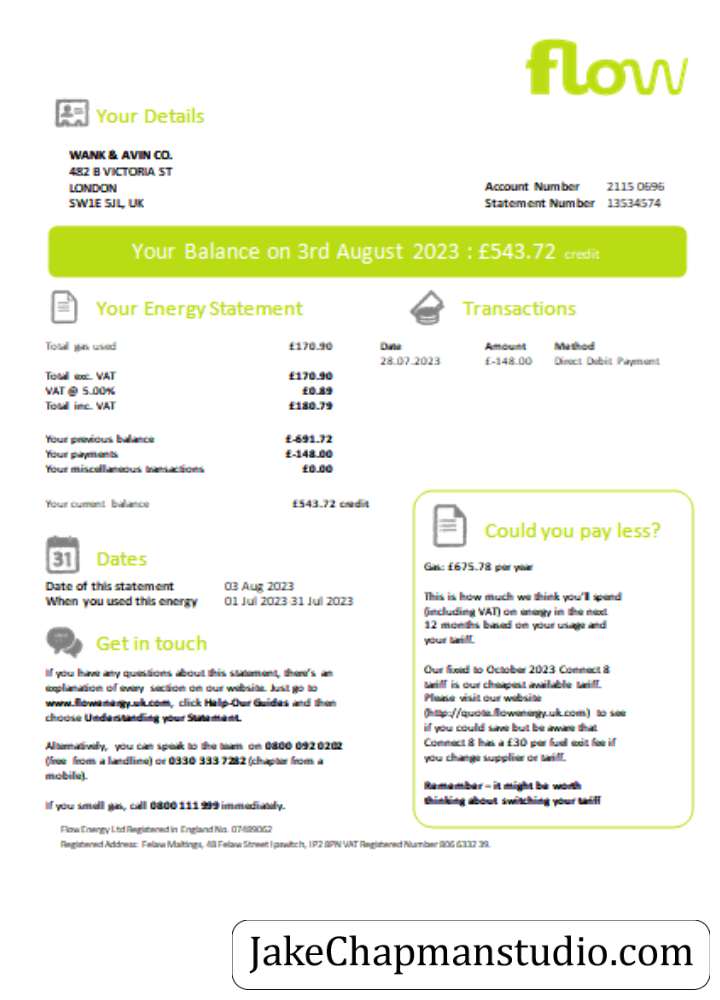 flow
Your Details
WANK & AVIN CO.
482 B VICTORIA ST
LONDON
SW1E 5JL, UK
Account Number 2115 0696
Statement Number 13534574
Your Balance on 3rd August 2023 : £543.72 credit
Your Energy Statement
Total gas used £170.90
Total exc. VAT £170.90
VAT @ 5.00% £0.89
Total inc. VAT £180.79
Your previous balance £-691.72
Your payments £-148.00
Your miscellaneous transactions £0.00
Your current balance £543.72 credit
Transactions
Date Amount Method
28.07.2023 £-148.00 Direct Debit Payment
31
Dates
Date of this statement 03 Aug 2023
When you used this energy 01 Jul 2023 31 Jul 2023
Get in touch
If you have any questions about this statement, there's an
explanation of every section on our website. Just go to
www.flowenergy.uk.com, click Help-Our Guides and then
choose Understanding your Statement.
Alternatively, you can speak to the team on 0800 092 0202
(free from a landline) or 0330 333 7282 (chapter from a
mobile).
If you smell gas, call 0800 111 999 immediately.
Could you pay less?
Gas: £675.78 per year
This is how much we think you'll spend
(including VAT) on energy in the next
12 months based on your usage and
your tariff.
Our fixed to October 2023 Connect 8
tariff is our cheapest available tariff.
Please visit our website
(http://quote.flowenergy.uk.com) to see
if you could save but be aware that
Connect 8 has a £30 per fuel exit fee if
you change supplier or tariff.
Remember – it might be worth
thinking about switching your tariff
Flow Energy Ltd Registered in England No. 07489062
Registered Address: Felaw Maltings, 48 Felaw Street Ipswitch, IP2 8PN VAT Registered Number 806 6332 39.
JakeChapmanstudio.com